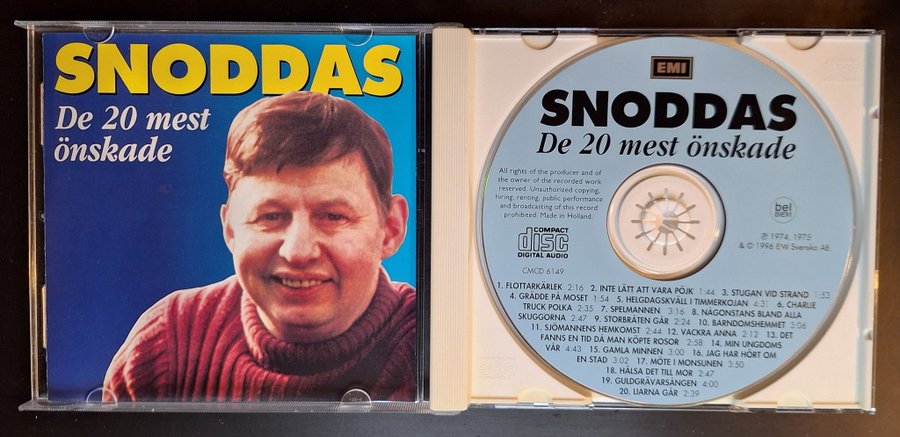 SNODDAS
De 20 mest
önskade
EMI
SNODDAS
De 20 mest önskade
All rights of the producer and of
the owner of the recorded work
reserved. Unauthorized copying,
hiring, renting, public performance
and broadcasting of this record
prohibited. Made in Holland.
bel
BIEM
COMPACT
disc
DIGITAL AUDIO
℗ 1974, 1975
& © 1996 EMI Svenska AB
CMCD 6149
1. FLOTTARKÄRLEK 2:16 2. INTE LÄTT ATT VARA POJK 1:44 3. STUGAN VID STRAND 1:53
4. GRÄDDE PÅ MOSET 1:54 5. HELGDAGSKVÄLL I TIMMERKOJAN 4:31 6. CHARLIE
TRUCK POLKA 2:35 7. SPELMANNEN 3:16 8. NÅGONSTANS BLAND ALLA
SKUGGORNA 2:47 9. STORBRÅTEN GÅR 2:24 10. BARNDOMSHEMMET 3:06
11. SJÖMANNENS HEMKOMST 2:44 12. VACKRA ANNA 2:12 13. DET
FANNS EN TID DÅ MAN KÖPTE ROSOR 2:58 14. MIN UNGDOMS
VÅR 4:43 15. GAMLA MINNEN 3:00 16. JAG HAR HÖRT OM
EN STAD 3:02 17. MÖTE I MONSUNEN 3:50
18. HÄLSA DET TILL MOR 2:47
19. GULDGRÄVARSÅNGEN 4:00
20. LIARNA GÅR 2:39